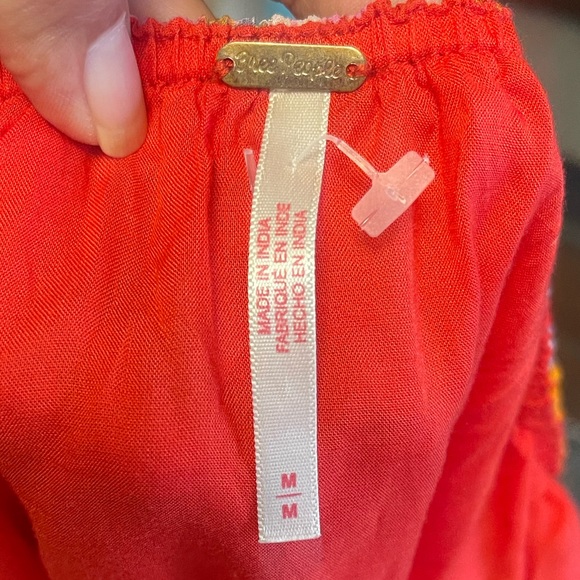 Free People
MADE IN INDIA
FABRIQUÉ EN INDE
HECHO EN INDIA
M
M